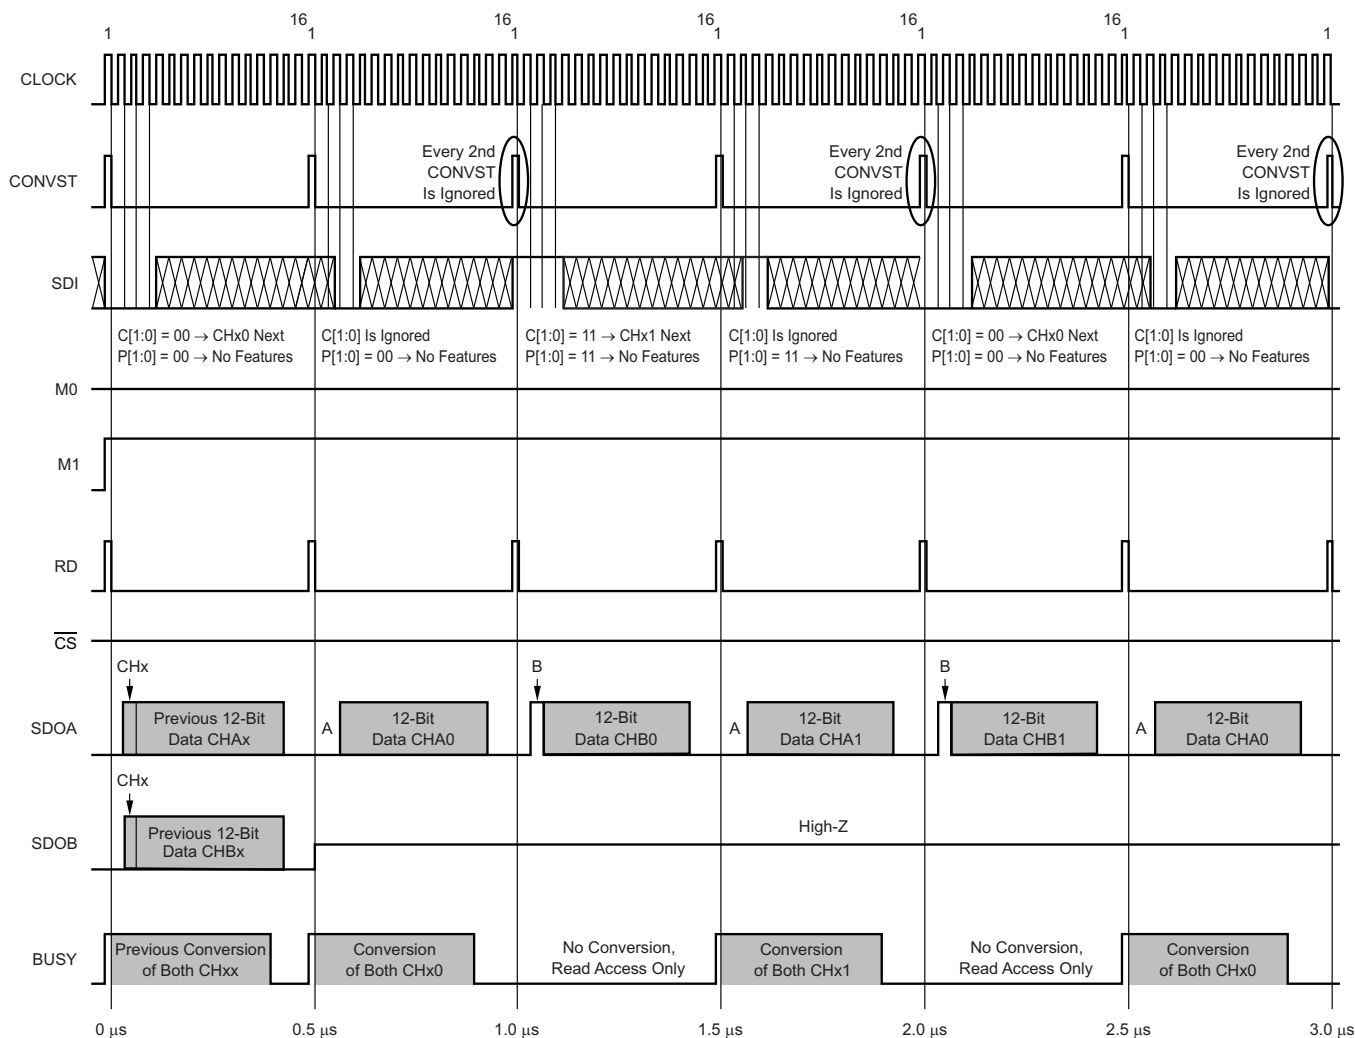 16 16 16 16 16
1 1 1 1 1 1 1
CLOCK
CONVST
Every 2nd
CONVST
Is Ignored
Every 2nd
CONVST
Is Ignored
Every 2nd
CONVST
Is Ignored
SDI
C[1:0] = 00 → CHx0 Next
P[1:0] = 00 → No Features
C[1:0] Is Ignored
P[1:0] = 00 → No Features
C[1:0] = 11 → CHx1 Next
P[1:0] = 11 → No Features
C[1:0] Is Ignored
P[1:0] = 11 → No Features
C[1:0] = 00 → CHx0 Next
P[1:0] = 00 → No Features
C[1:0] Is Ignored
P[1:0] = 00 → No Features
M0
M1
RD
CS
CHx
B
B
SDOA
Previous 12-Bit
Data CHAx
A
12-Bit
Data CHA0
12-Bit
Data CHB0
A
12-Bit
Data CHA1
12-Bit
Data CHB1
A
12-Bit
Data CHA0
CHx
SDOB
Previous 12-Bit
Data CHBx
High-Z
BUSY
Previous Conversion
of Both CHxx
Conversion
of Both CHx0
No Conversion,
Read Access Only
Conversion
of Both CHx1
No Conversion,
Read Access Only
Conversion
of Both CHx0
0 μs 0.5 μs 1.0 μs 1.5 μs 2.0 μs 2.5 μs 3.0 μs